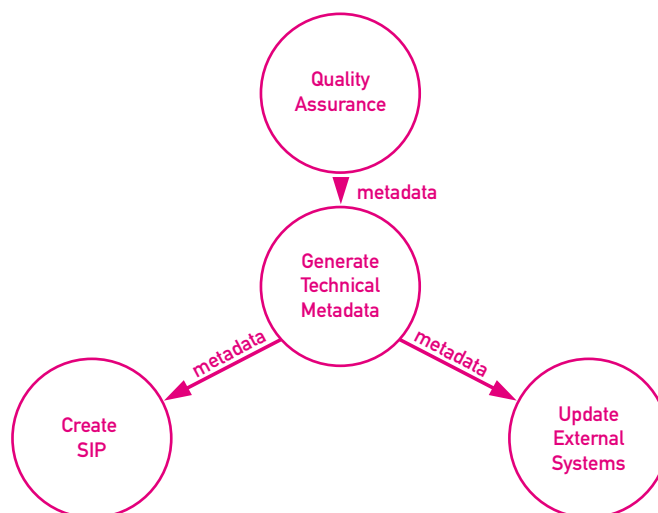 Quality
Assurance
metadata
Generate
Technical
Metadata
metadata
metadata
Create
SIP
Update
External
Systems